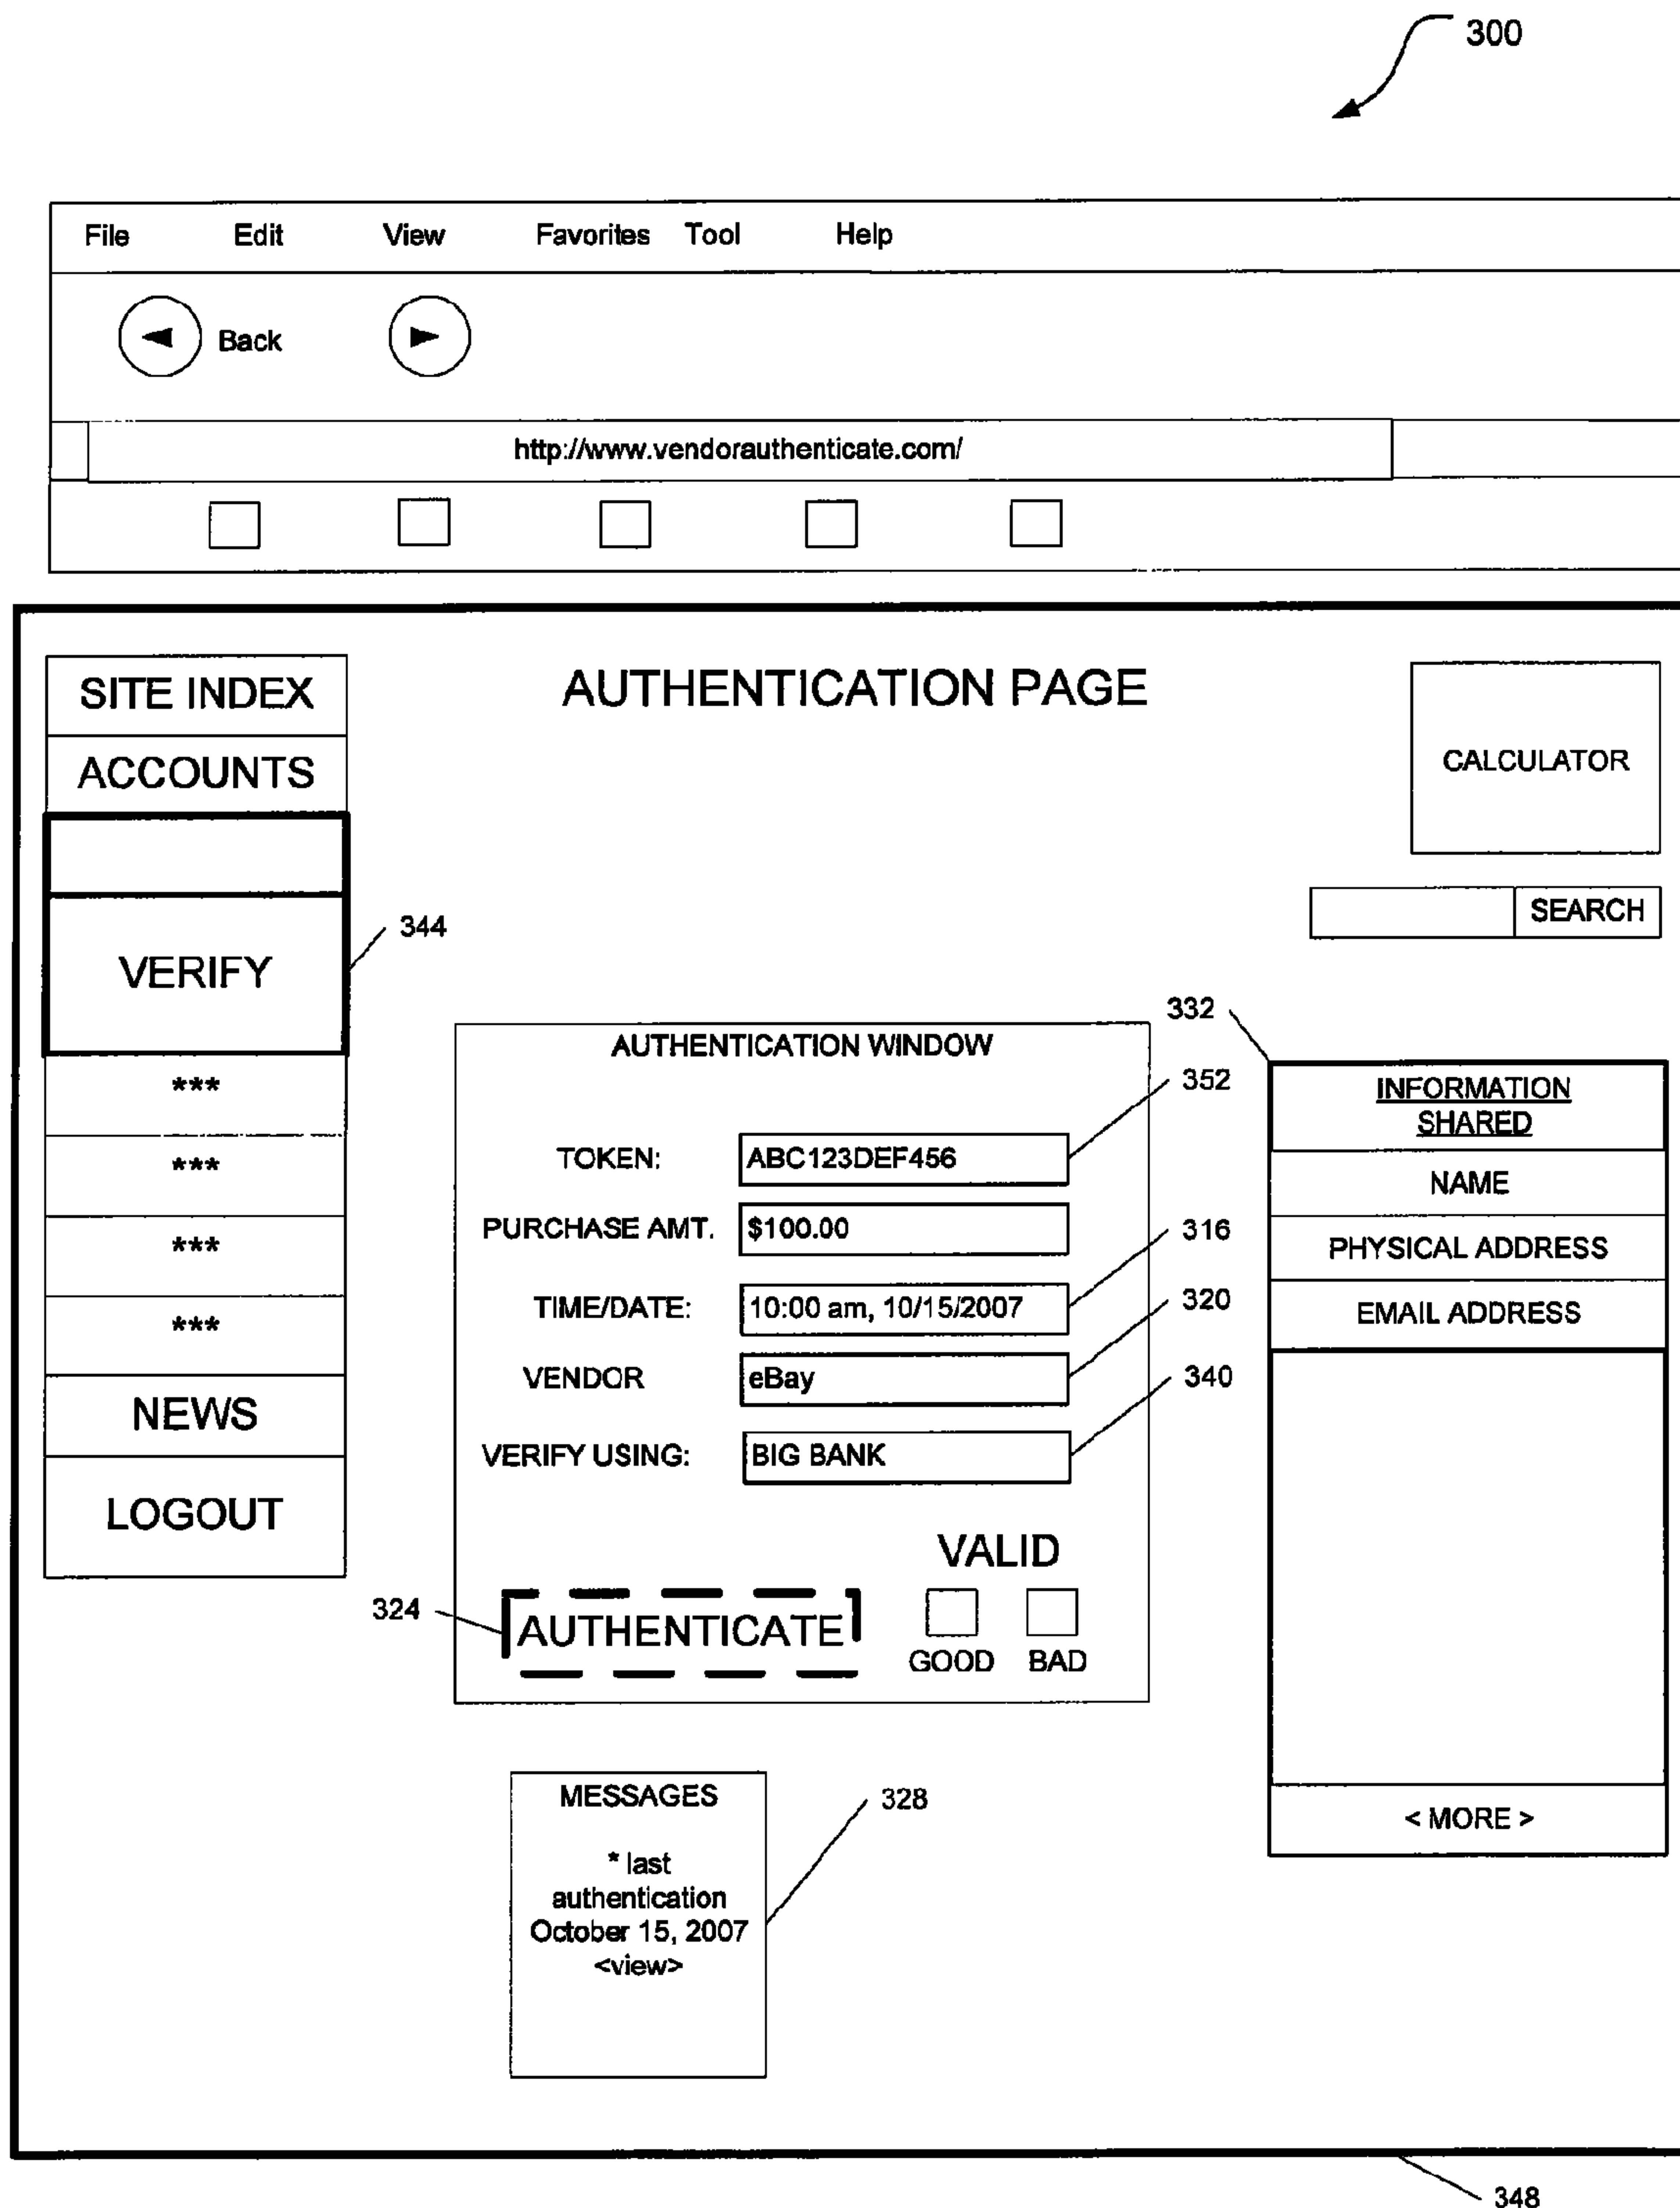 300
File Edit View Favorites Tool Help
Back
http://www.vendorauthenticate.com/
SITE INDEX
ACCOUNTS
VERIFY
344
***
***
***
***
NEWS
LOGOUT
AUTHENTICATION PAGE
CALCULATOR
SEARCH
AUTHENTICATION WINDOW
TOKEN: ABC123DEF456
352
PURCHASE AMT. $100.00
TIME/DATE: 10:00 am, 10/15/2007
316
VENDOR eBay
320
VERIFY USING: BIG BANK
340
VALID
324
AUTHENTICATE
GOOD BAD
332
INFORMATION
SHARED
NAME
PHYSICAL ADDRESS
EMAIL ADDRESS
< MORE >
MESSAGES
* last
authentication
October 15, 2007
<view>
328
348